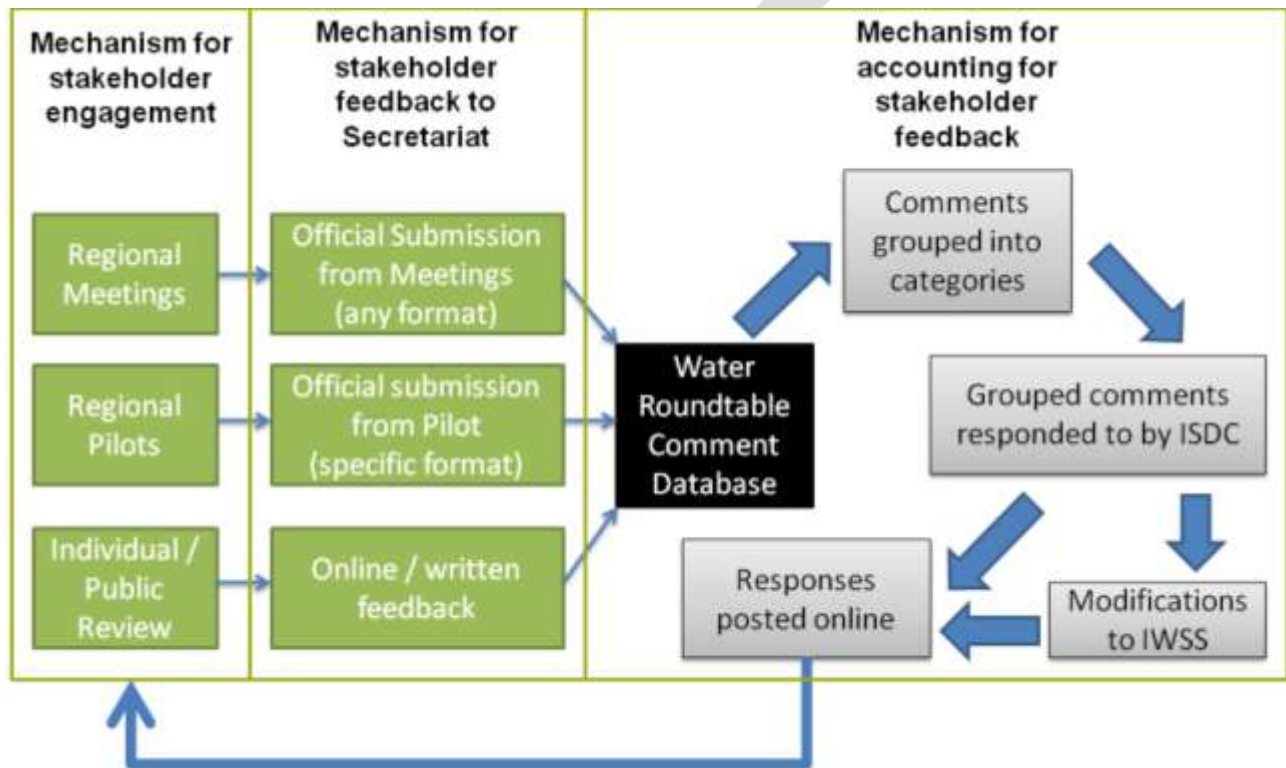 Mechanism for
stakeholder
engagement
Mechanism for
stakeholder
feedback to
Secretariat
Mechanism for
accounting for
stakeholder
feedback
Regional
Meetings
Official Submission
from Meetings
(any format)
Regional
Pilots
Official submission
from Pilot
(specific format)
Individual /
Public
Review
Online / written
feedback
Water
Roundtable
Comment
Database
Comments
grouped into
categories
Grouped comments
responded to by ISDC
Modifications
to IWSS
Responses
posted online